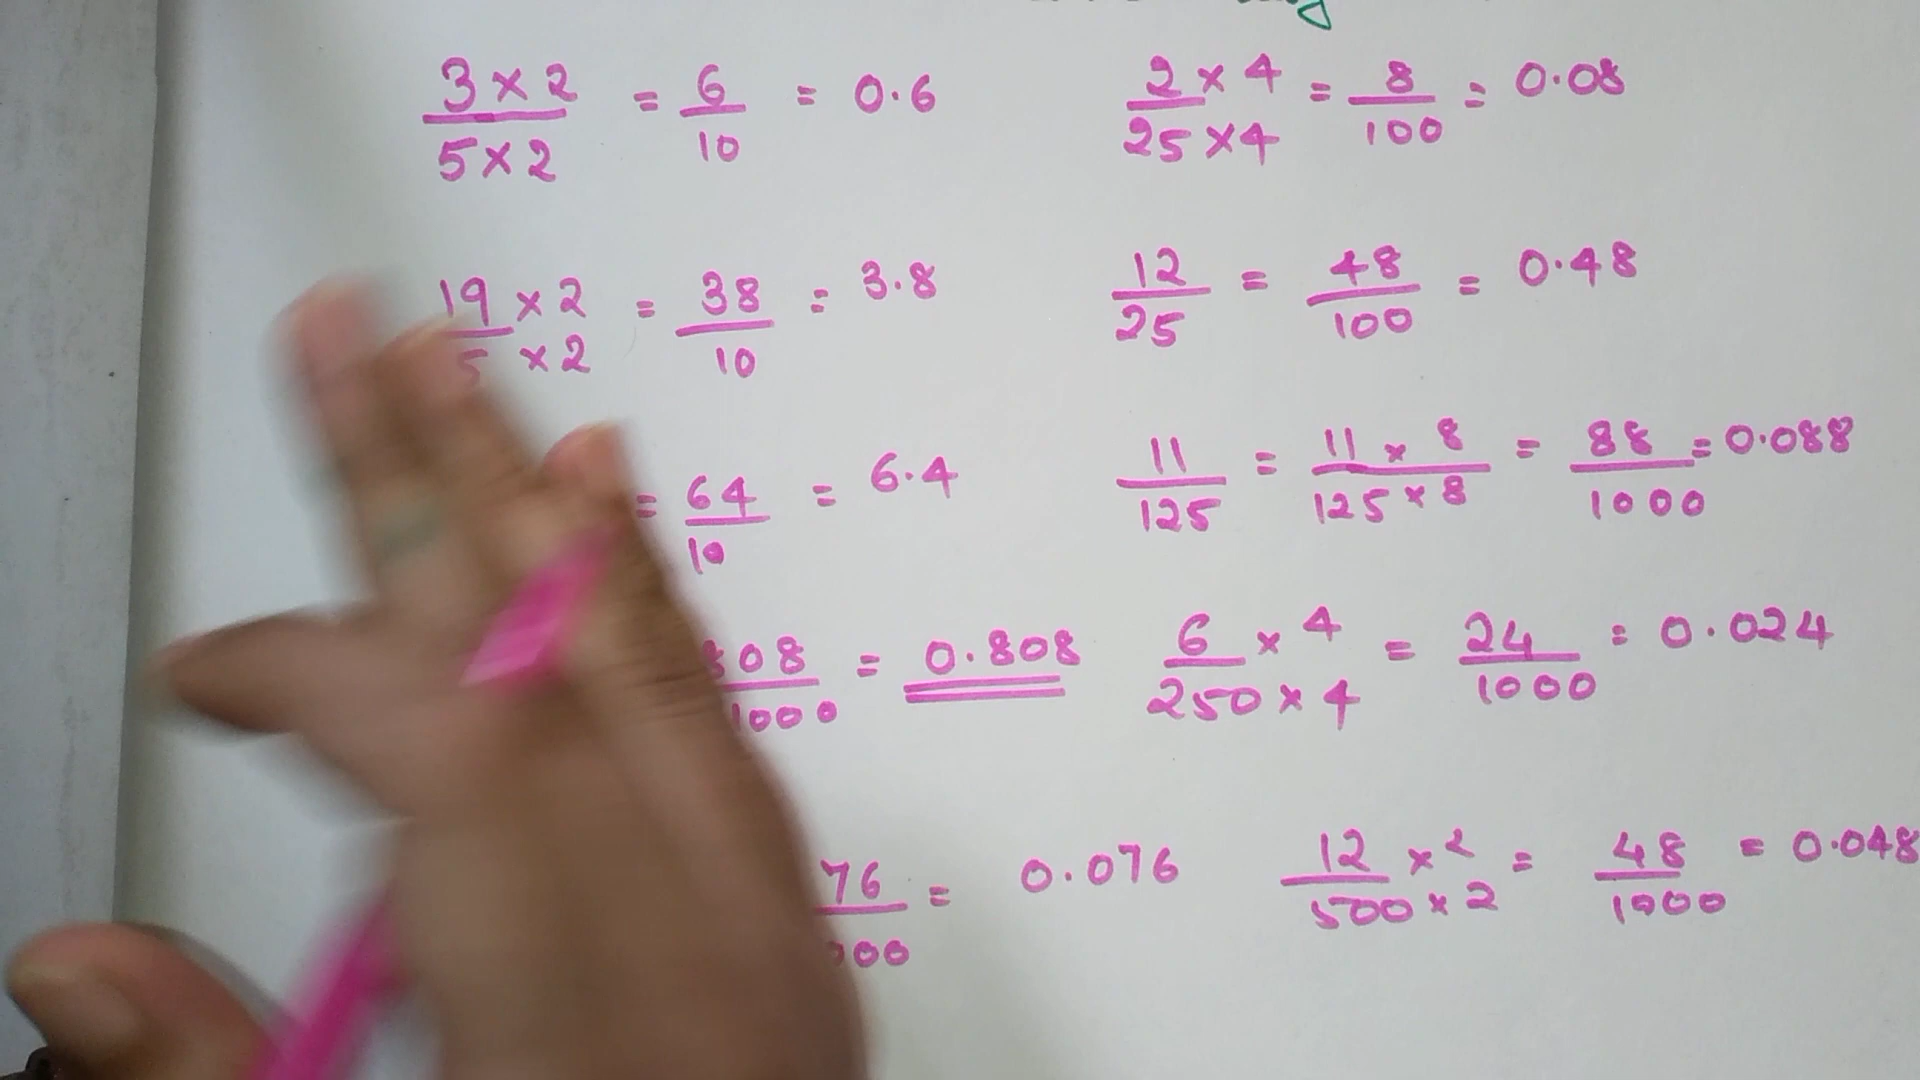 3 × 2 / 5 × 2 = 6 / 10 = 0.6
19 × 2 / 5 × 2 = 38 / 10 = 3.8
= 64 / 10 = 6.4
808 / 1000 = 0.808
76 / 000 = 0.076
2 × 4 / 25 × 4 = 8 / 100 = 0.08
12 / 25 = 48 / 100 = 0.48
11 / 125 = 11 × 8 / 125 × 8 = 88 / 1000 = 0.088
6 × 4 / 250 × 4 = 24 / 1000 = 0.024
12 × 2 / 500 × 2 = 48 / 1000 = 0.048